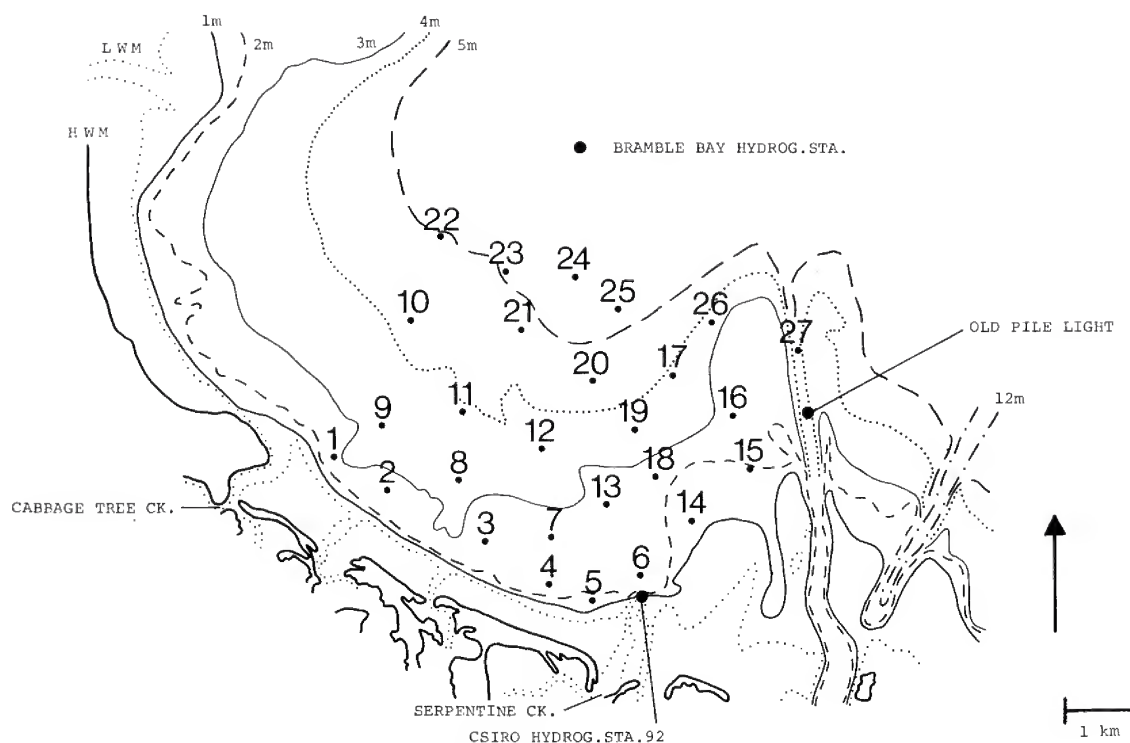 1m
2m
3m
4m
5m
LWM
HWM
BRAMBLE BAY HYDROG.STA.
22
23
24
25
26
27
10
21
20
17
OLD PILE LIGHT
12m
9
11
19
16
12
1
2
8
18
15
13
14
3
7
CABBAGE TREE CK.
4
5
6
SERPENTINE CK.
CSIRO HYDROG.STA.92
1 km